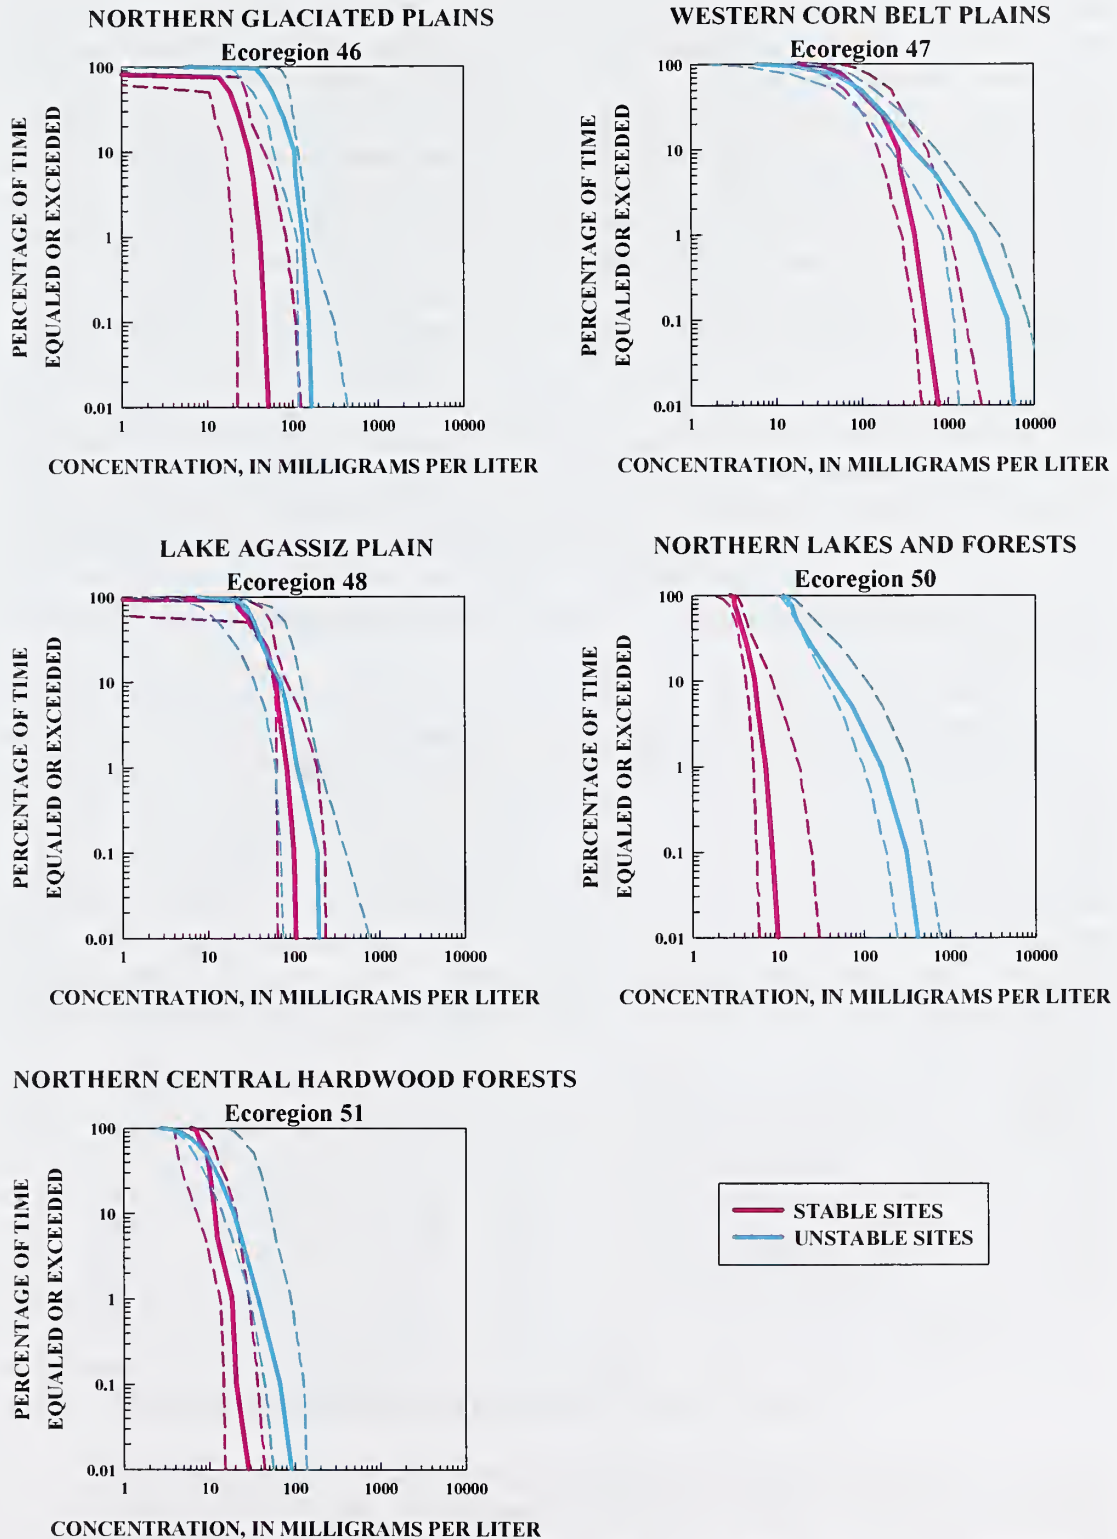 NORTHERN GLACIATED PLAINS
Ecoregion 46
PERCENTAGE OF TIME
EQUALED OR EXCEEDED
100
10
1
0.1
0.01
1 10 100 1000 10000
CONCENTRATION, IN MILLIGRAMS PER LITER
WESTERN CORN BELT PLAINS
Ecoregion 47
PERCENTAGE OF TIME
EQUALED OR EXCEEDED
100
10
1
0.1
0.01
1 10 100 1000 10000
CONCENTRATION, IN MILLIGRAMS PER LITER
LAKE AGASSIZ PLAIN
Ecoregion 48
PERCENTAGE OF TIME
EQUALED OR EXCEEDED
100
10
1
0.1
0.01
1 10 100 1000 10000
CONCENTRATION, IN MILLIGRAMS PER LITER
NORTHERN LAKES AND FORESTS
Ecoregion 50
PERCENTAGE OF TIME
EQUALED OR EXCEEDED
100
10
1
0.1
0.01
1 10 100 1000 10000
CONCENTRATION, IN MILLIGRAMS PER LITER
NORTHERN CENTRAL HARDWOOD FORESTS
Ecoregion 51
PERCENTAGE OF TIME
EQUALED OR EXCEEDED
100
10
1
0.1
0.01
1 10 100 1000 10000
CONCENTRATION, IN MILLIGRAMS PER LITER
STABLE SITES
UNSTABLE SITES